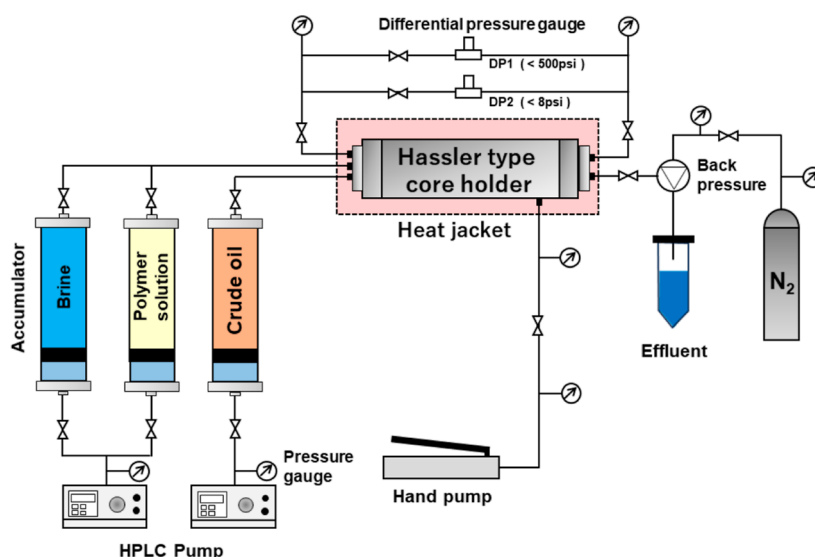 Differential pressure gauge
DP1 ( < 500psi)
DP2 ( < 8psi)
Hassler type
core holder
Heat jacket
Back
pressure
N2
Effluent
Accumulator
Brine
Polymer
solution
Crude oil
Pressure
gauge
Hand pump
HPLC Pump